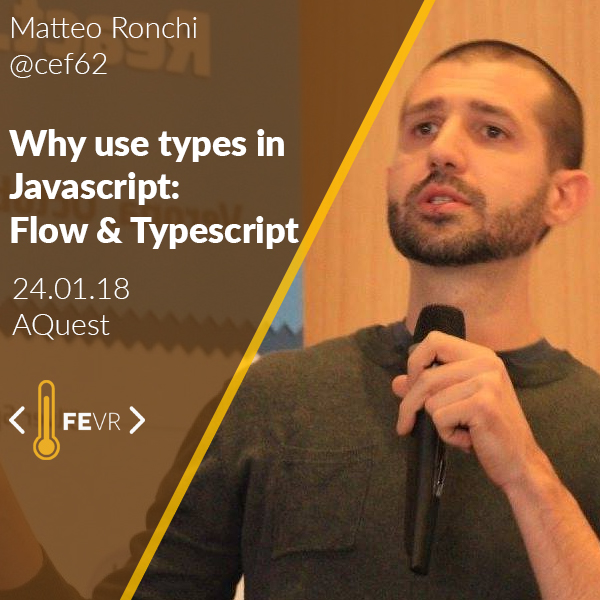 Matteo Ronchi
@cef62
Why use types in
Javascript:
Flow & Typescript
24.01.18
AQuest
FEVR